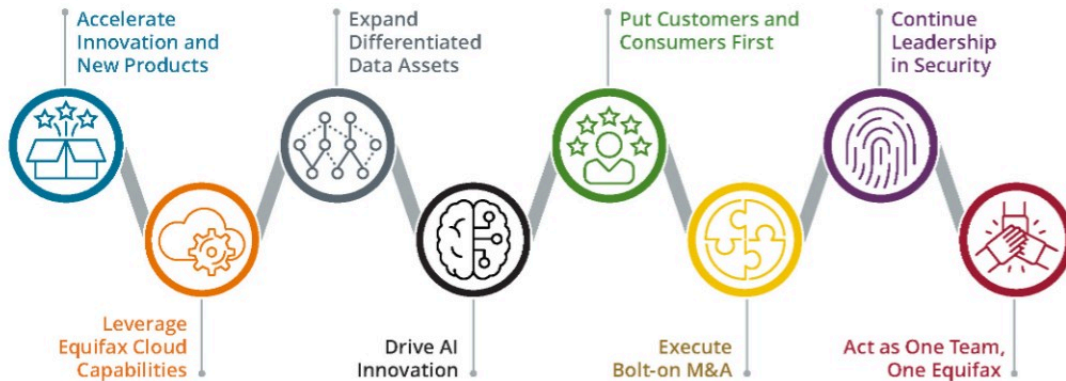 Accelerate
Innovation and
New Products
Expand
Differentiated
Data Assets
Put Customers and
Consumers First
Continue
Leadership
in Security
Leverage
Equifax Cloud
Capabilities
Drive AI
Innovation
Execute
Bolt-on M&A
Act as One Team,
One Equifax